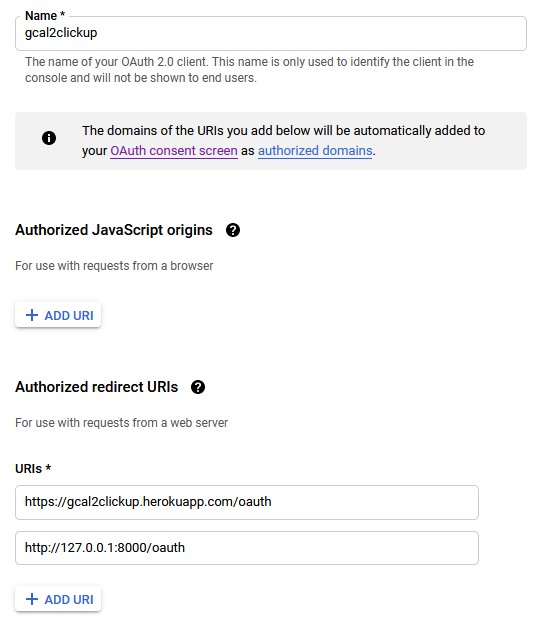 Name *
gcal2clickup
The name of your OAuth 2.0 client. This name is only used to identify the client in the
console and will not be shown to end users.
The domains of the URIs you add below will be automatically added to
your OAuth consent screen as authorized domains.
Authorized JavaScript origins
For use with requests from a browser
ADD URI
Authorized redirect URIs
For use with requests from a web server
URIs *
https://gcal2clickup.herokuapp.com/oauth
http://127.0.0.1:8000/oauth
ADD URI